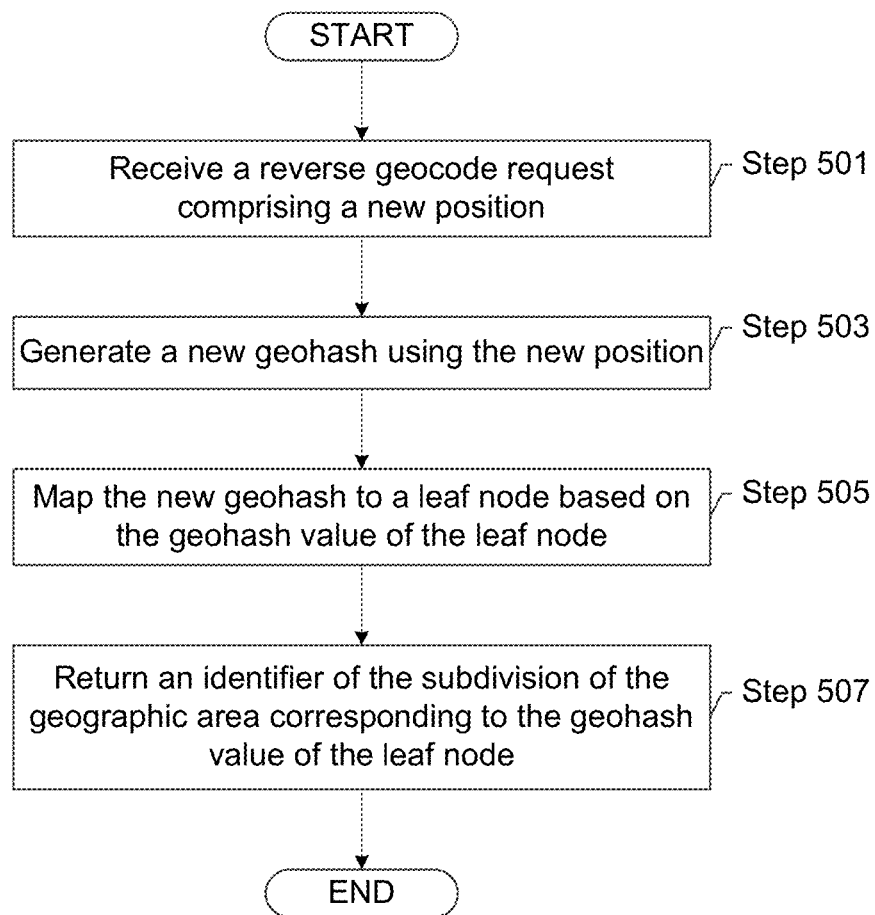 START
Receive a reverse geocode request
comprising a new position
Step 501
Generate a new geohash using the new position
Step 503
Map the new geohash to a leaf node based on
the geohash value of the leaf node
Step 505
Return an identifier of the subdivision of the
geographic area corresponding to the geohash
value of the leaf node
Step 507
END